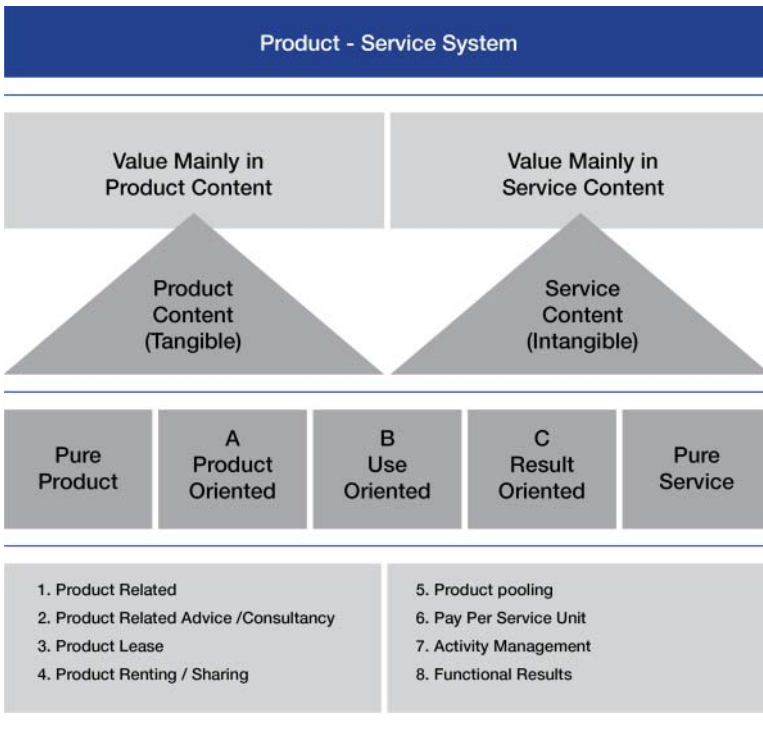 Product - Service System
Value Mainly in
Product Content
Value Mainly in
Service Content
Product
Content
(Tangible)
Service
Content
(Intangible)
Pure
Product
A
Product
Oriented
B
Use
Oriented
C
Result
Oriented
Pure
Service
1. Product Related
2. Product Related Advice /Consultancy
3. Product Lease
4. Product Renting / Sharing
5. Product pooling
6. Pay Per Service Unit
7. Activity Management
8. Functional Results